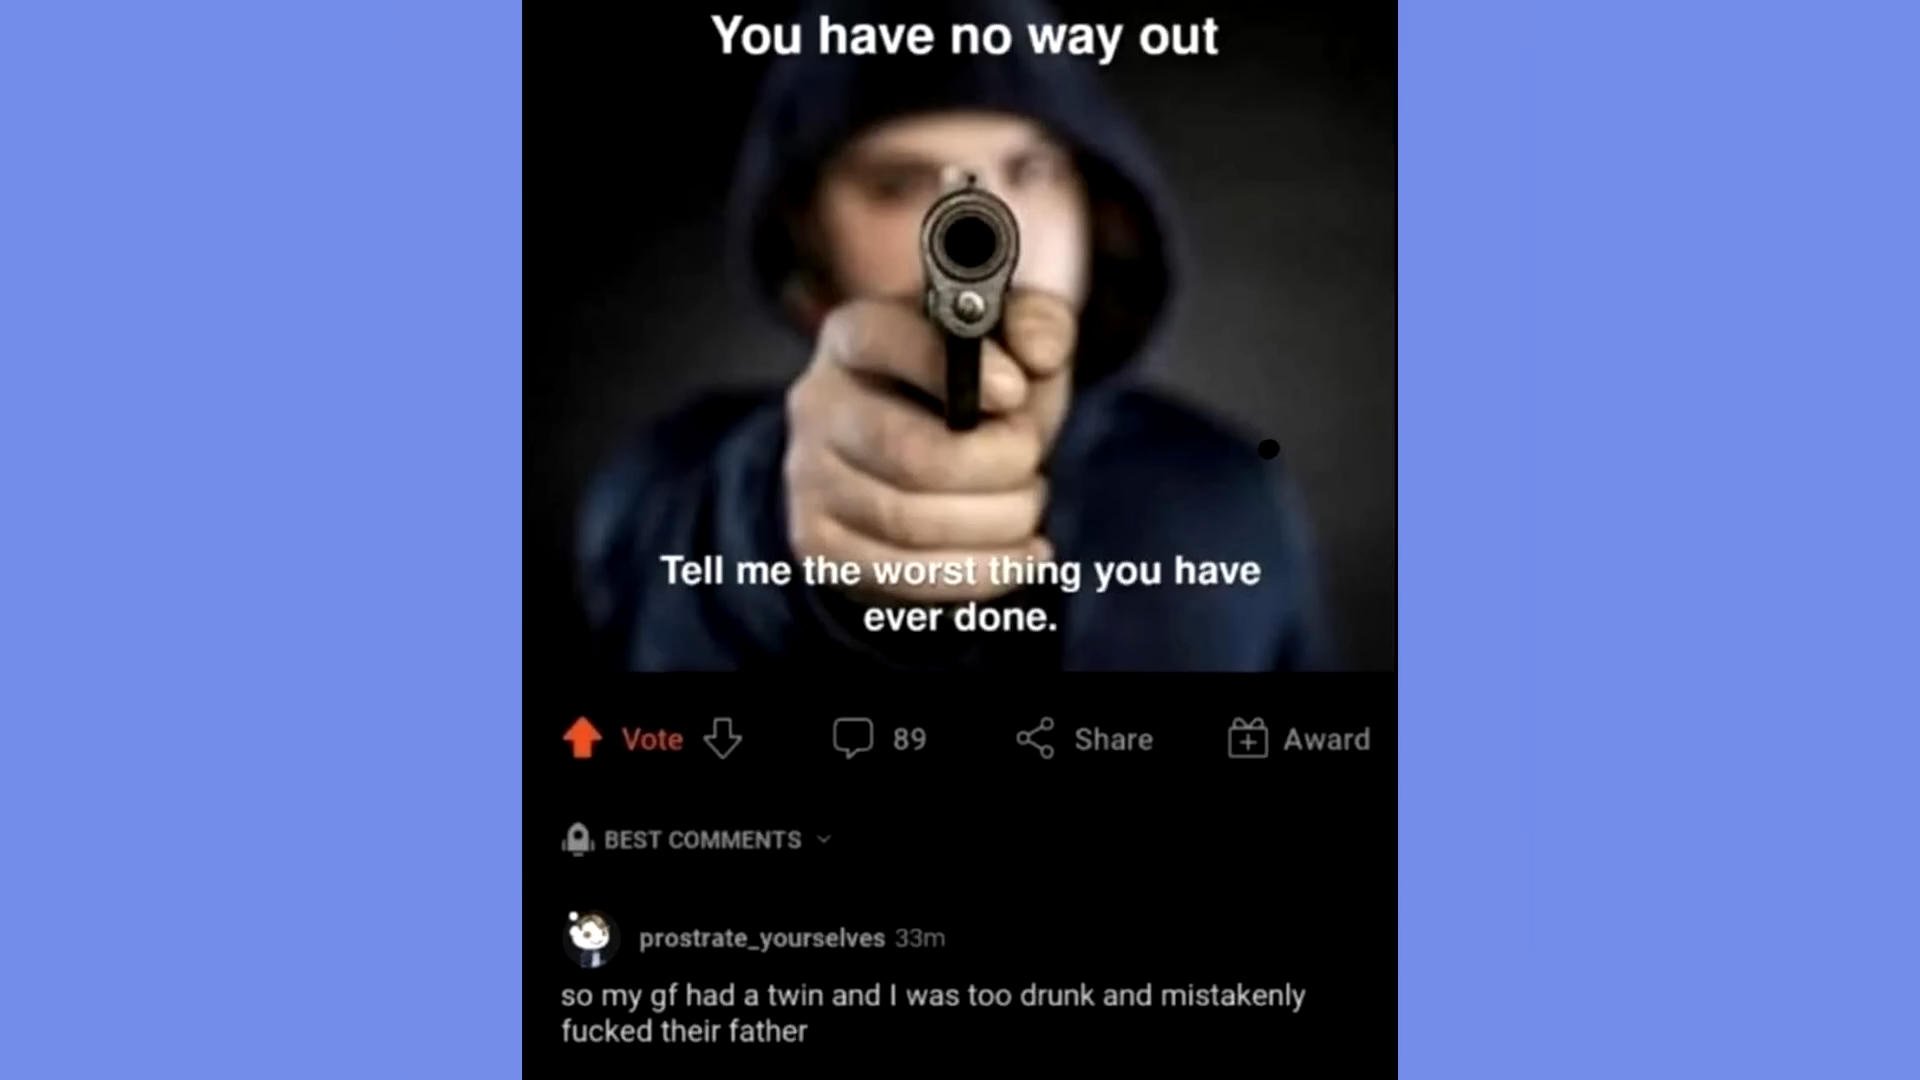 You have no way out
Tell me the worst thing you have
ever done.
Vote
89
Share
Award
BEST COMMENTS
prostrate_yourselves 33m
so my gf had a twin and I was too drunk and mistakenly
fucked their father